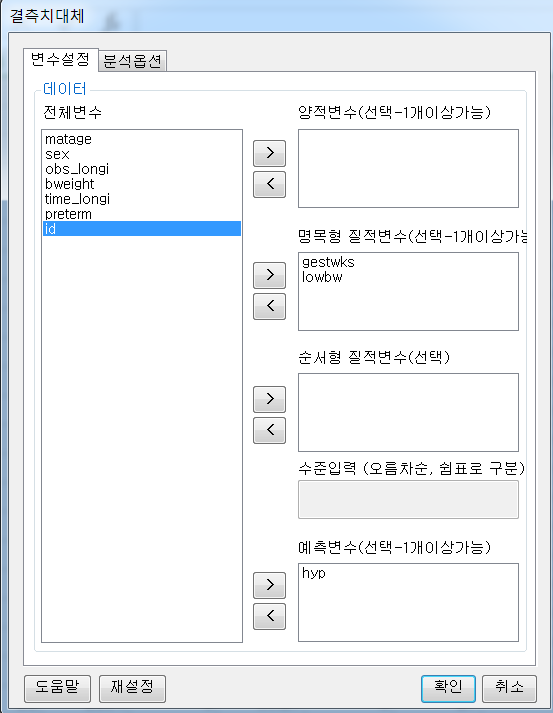 결측치대체
변수설정
분석옵션
데이터
전체변수
matage
sex
obs_longi
bweight
time_longi
preterm
id
>
<
양적변수(선택-1개이상가능)
>
<
명목형 질적변수(선택-1개이상가능
gestwks
lowbw
>
<
순서형 질적변수(선택)
수준입력 (오름차순, 쉼표로 구분)
>
<
예측변수(선택-1개이상가능)
hyp
도움말
재설정
확인
취소